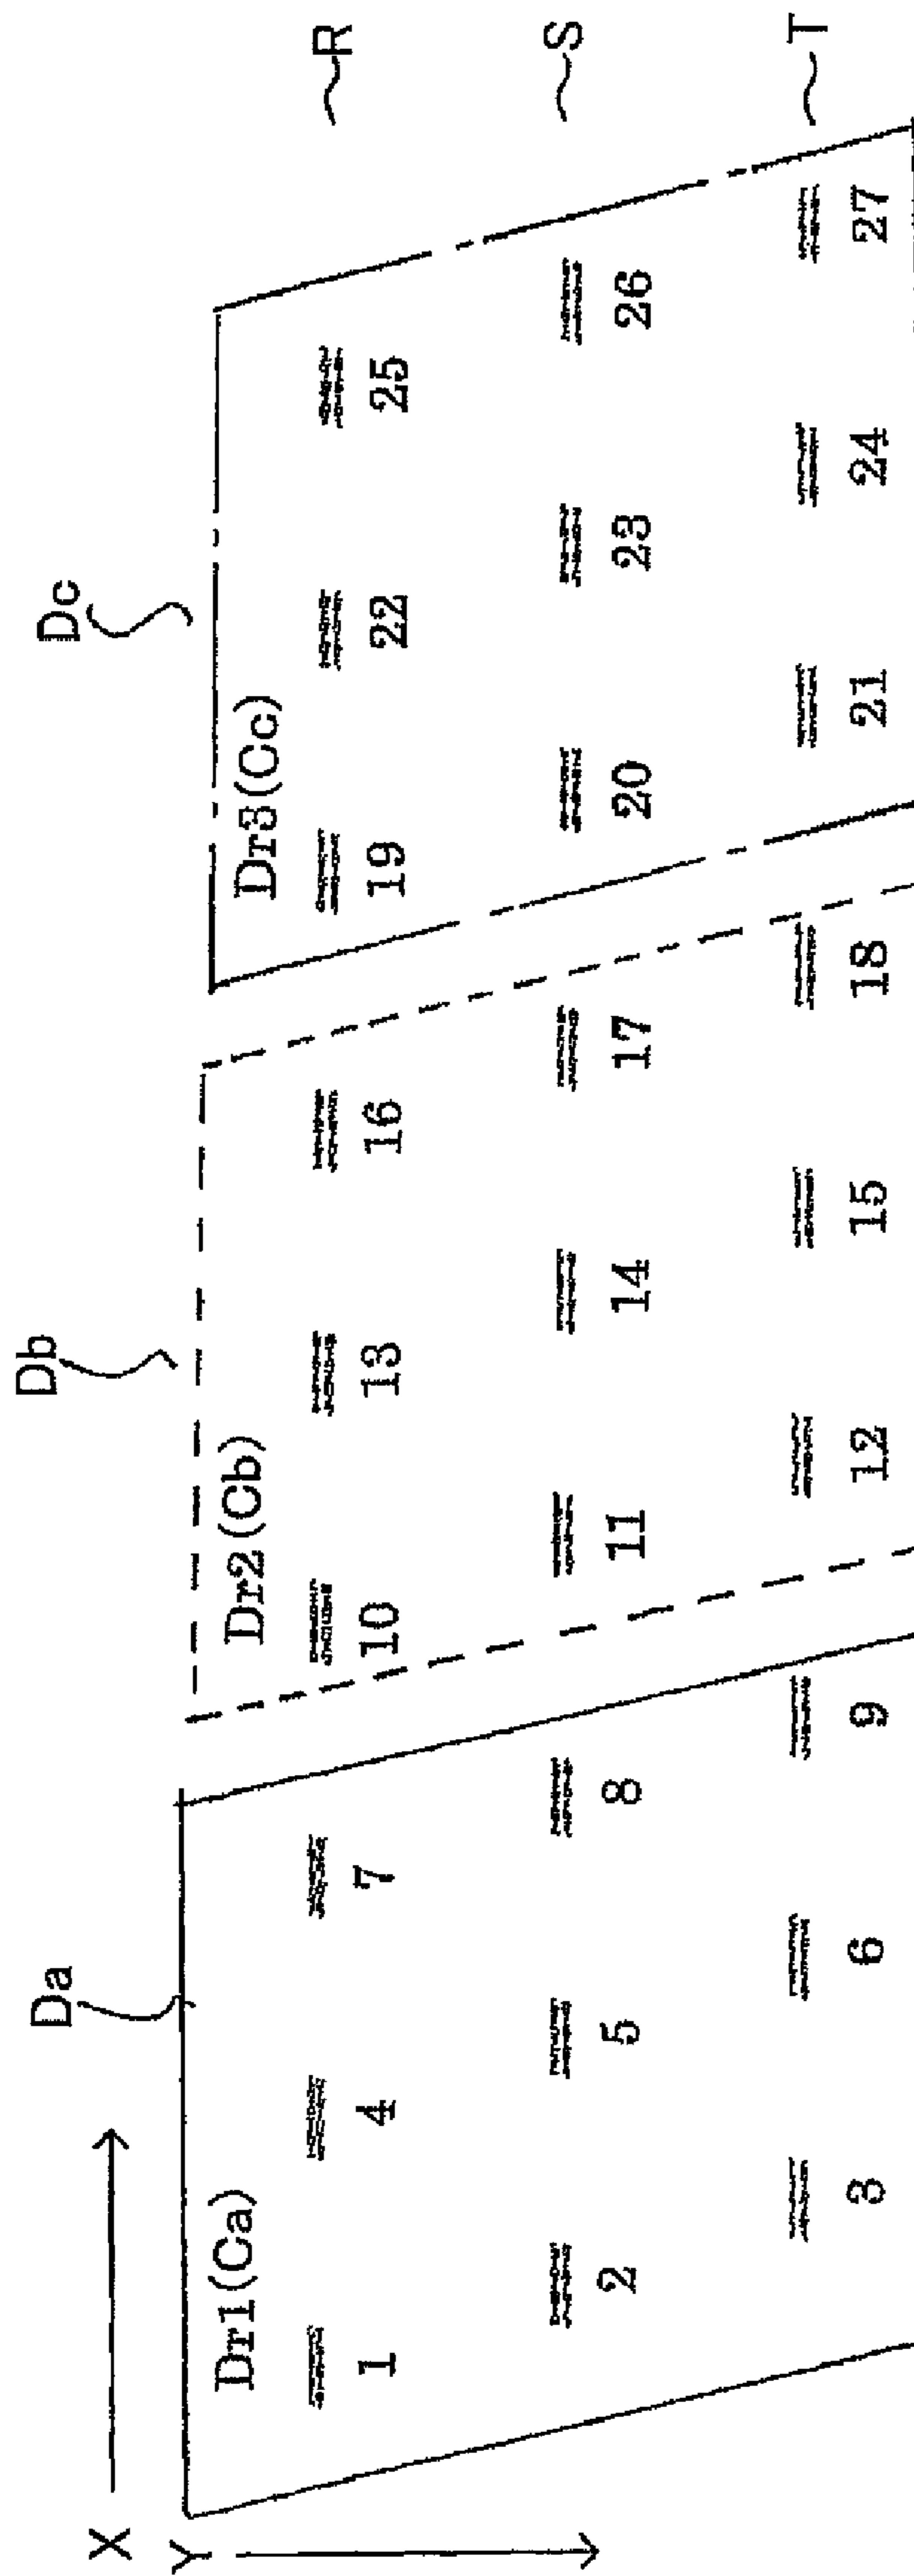 X
Y
Da
Db
Dc
Dr1(Ca)
Dr2(Cb)
Dr3(Cc)
1 4 7 10 13 16 19 22 25 R
2 5 8 11 14 17 20 23 26 S
3 6 9 12 15 18 21 24 27 T